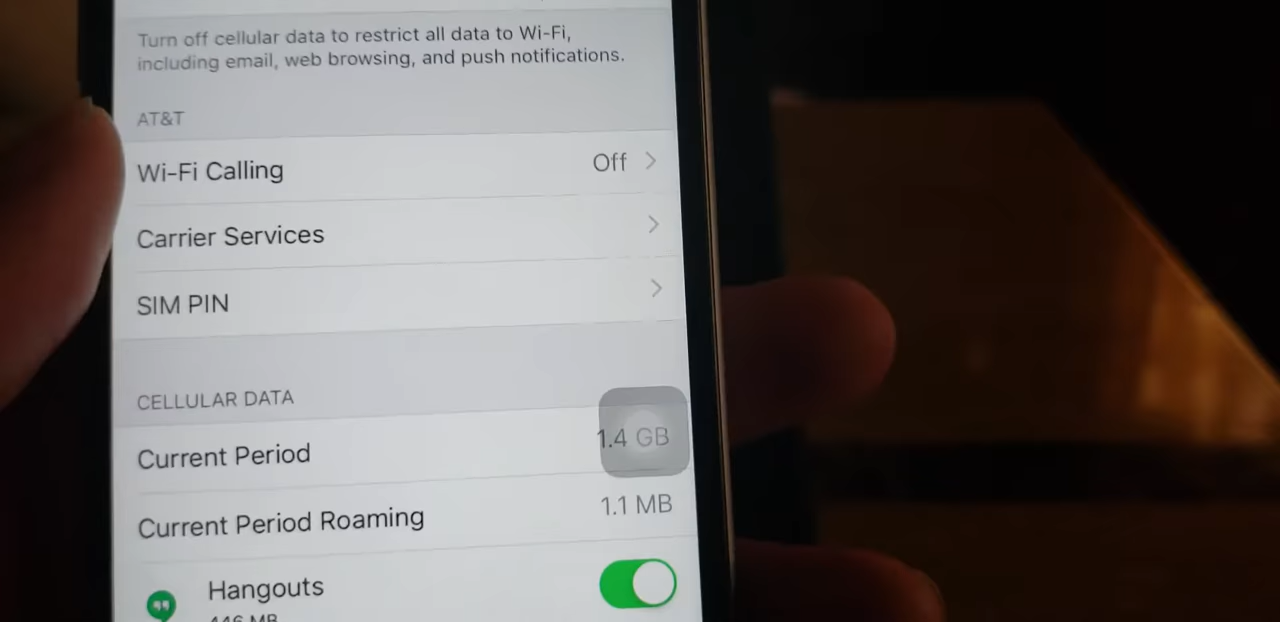 Turn off cellular data to restrict all data to Wi-Fi,
including email, web browsing, and push notifications.
AT&T
Wi-Fi Calling Off
Carrier Services
SIM PIN
CELLULAR DATA
Current Period 1.4 GB
Current Period Roaming 1.1 MB
Hangouts
446 MB